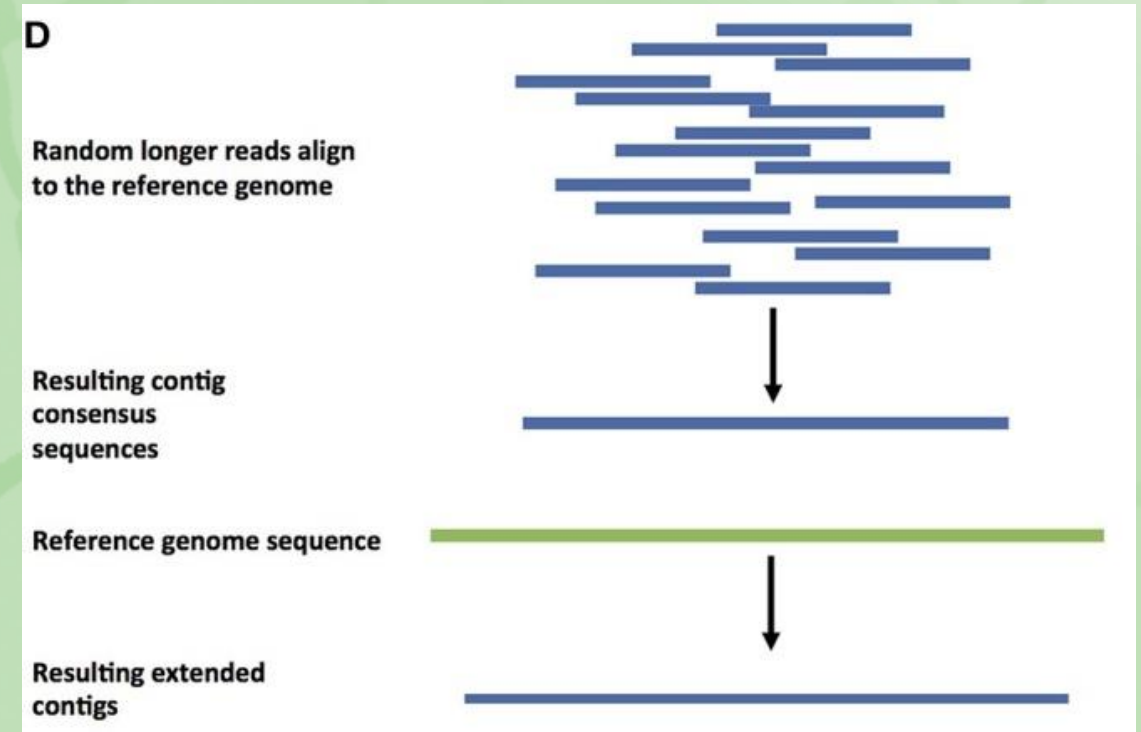 D
Random longer reads align
to the reference genome
Resulting contig
consensus
sequences
Reference genome sequence
Resulting extended
contigs